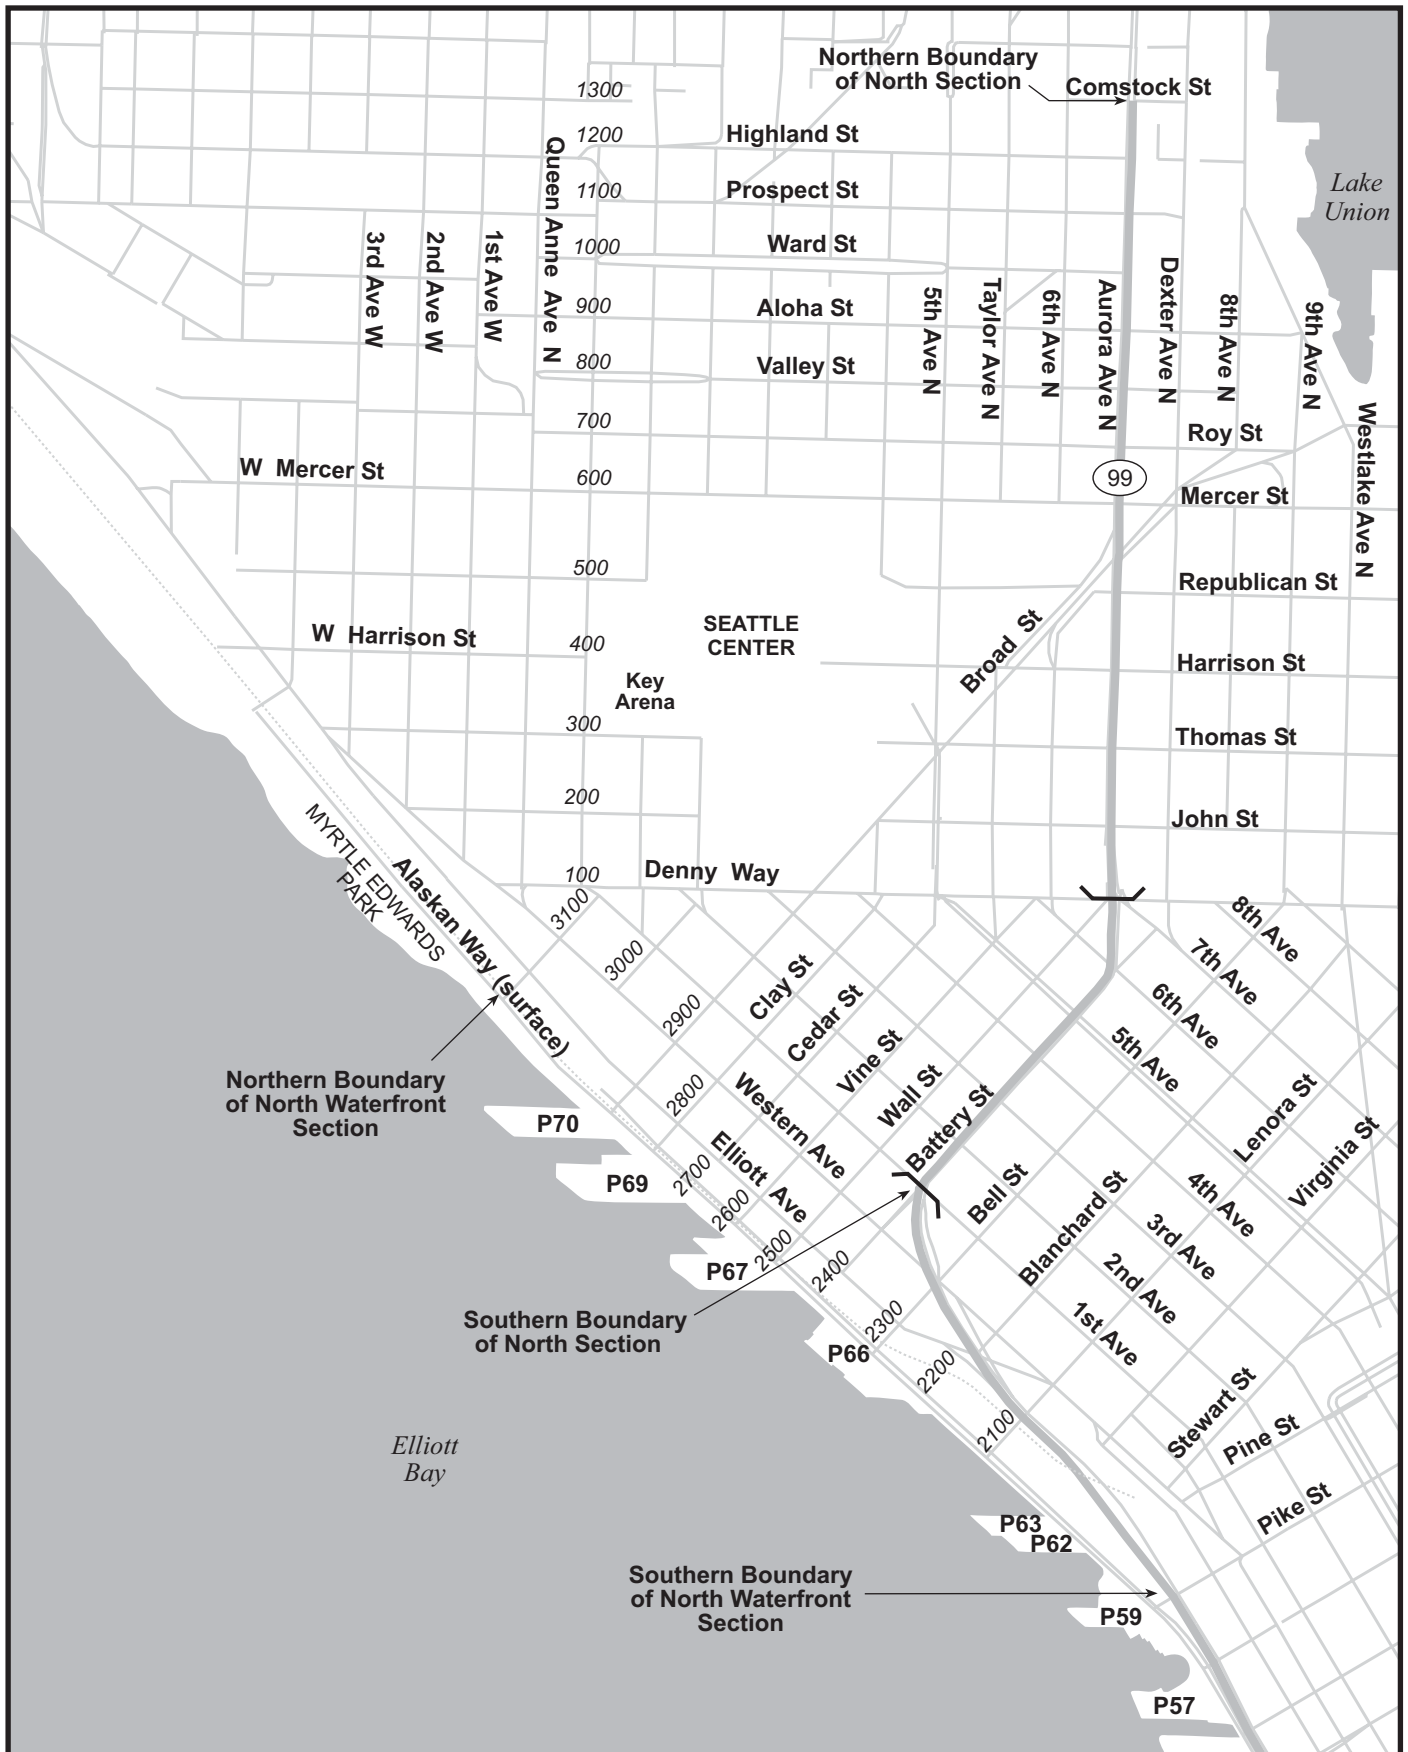 Northern Boundary
of North Section
Comstock St
1300
Highland St
1200
Queen Anne Ave N
Prospect St
1100
Lake
Union
Ward St
1000
3rd Ave W
2nd Ave W
1st Ave W
Aloha St
900
5th Ave N
Taylor Ave N
6th Ave N
Aurora Ave N
Dexter Ave N
8th Ave N
9th Ave N
Valley St
800
Westlake Ave N
700
Roy St
W Mercer St
600
99
Mercer St
500
Republican St
SEATTLE
CENTER
Broad St
W Harrison St
400
Harrison St
Key
Arena
300
Thomas St
200
John St
MYRTLE EDWARDS
PARK
Alaskan Way (surface)
100
Denny Way
3100
3000
2900
2800
2700
2600
2500
2400
2300
2200
2100
8th Ave
7th Ave
6th Ave
5th Ave
4th Ave
3rd Ave
2nd Ave
1st Ave
Clay St
Cedar St
Vine St
Wall St
Battery St
Western Ave
Elliott Ave
Bell St
Blanchard St
Lenora St
Virginia St
Stewart St
Pine St
Pike St
Northern Boundary
of North Waterfront
Section
P70
P69
P67
Southern Boundary
of North Section
P66
Elliott
Bay
P63
P62
Southern Boundary
of North Waterfront
Section
P59
P57